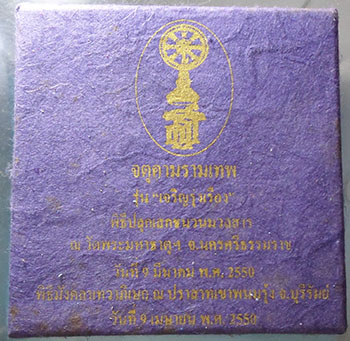 จตุคามรามเทพ
รุ่น "เจริญรุ่งเรือง"
พิธีปลุกเสกชนวนมวลสาร
ณ วัดพระมหาธาตุฯ จ.นครศรีธรรมราช
วันที่ 9 มีนาคม พ.ศ. 2550
พิธีมังคลาเทวาภิเษก ณ ปราสาทเขาพนมรุ้ง จ.บุรีรัมย์
วันที่ 9 เมษายน พ.ศ. 2550